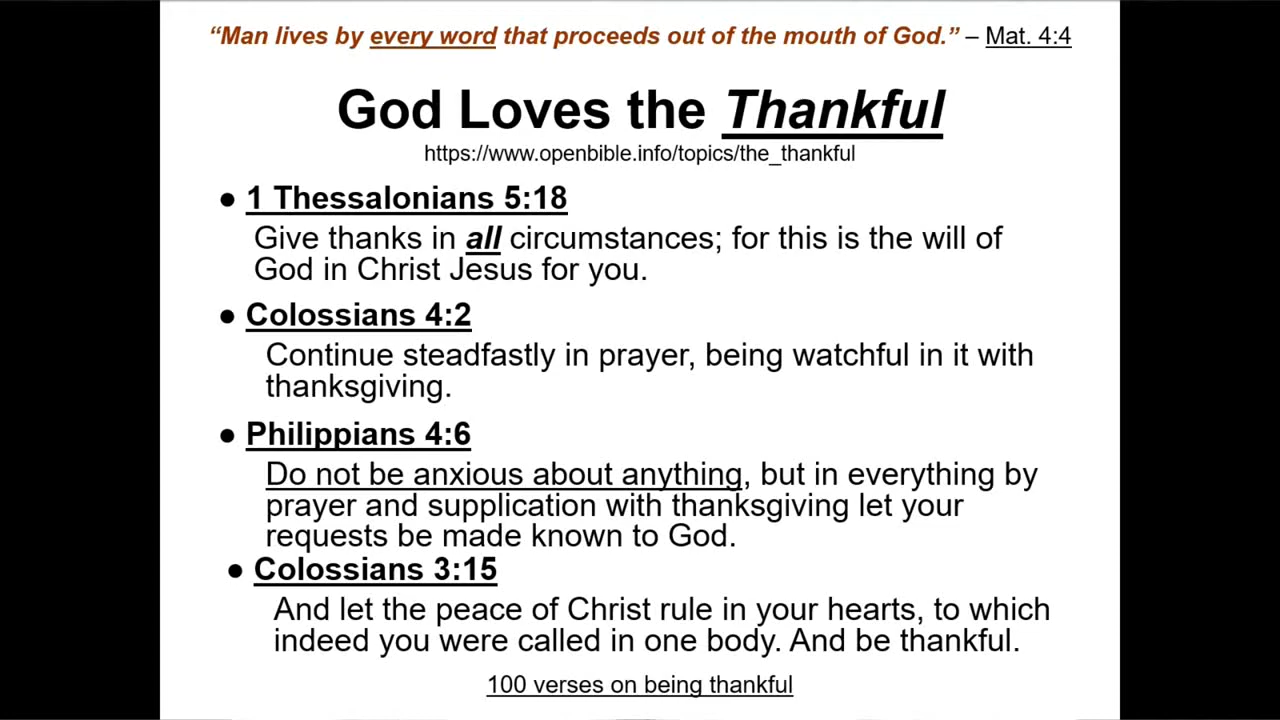 “Man lives by every word that proceeds out of the mouth of God.” – Mat. 4:4
God Loves the Thankful
https://www.openbible.info/topics/the_thankful
● 1 Thessalonians 5:18
Give thanks in all circumstances; for this is the will of
God in Christ Jesus for you.
● Colossians 4:2
Continue steadfastly in prayer, being watchful in it with
thanksgiving.
● Philippians 4:6
Do not be anxious about anything, but in everything by
prayer and supplication with thanksgiving let your
requests be made known to God.
● Colossians 3:15
And let the peace of Christ rule in your hearts, to which
indeed you were called in one body. And be thankful.
100 verses on being thankful